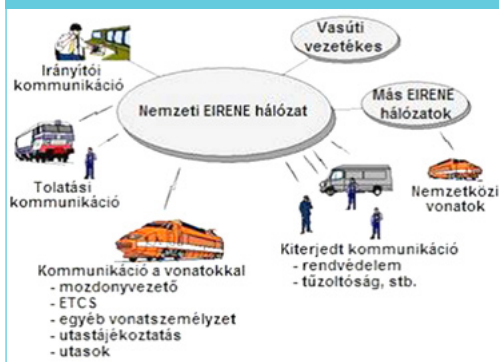 Irányítói
kommunikáció
Vasúti
vezetékes
Nemzeti EIRENE hálózat
Más EIRENE
hálózatok
Tolatási
kommunikáció
Nemzetközi
vonatok
Kommunikáció a vonatokkal
- mozdonyvezető
- ETCS
- egyéb vonatszemélyzet
- utastájékoztatás
- utasok
Kiterjedt kommunikáció
- rendvédelem
- tűzoltóság, stb.